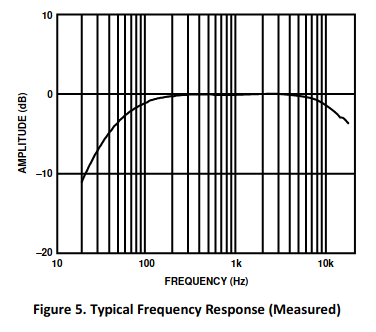 10
0
–10
–20
AMPLITUDE (dB)
10 100 1k 10k
FREQUENCY (Hz)
Figure 5. Typical Frequency Response (Measured)